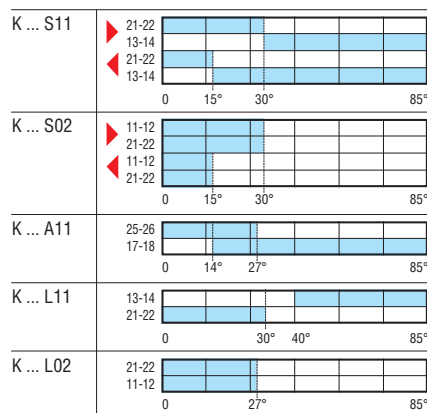 K ... S11
21-22
13-14
21-22
13-14
0 15° 30° 85°
K ... S02
11-12
21-22
11-12
21-22
0 15° 30° 85°
K ... A11
25-26
17-18
0 14° 27° 85°
K ... L11
13-14
21-22
0 30° 40° 85°
K ... L02
21-22
11-12
0 27° 85°